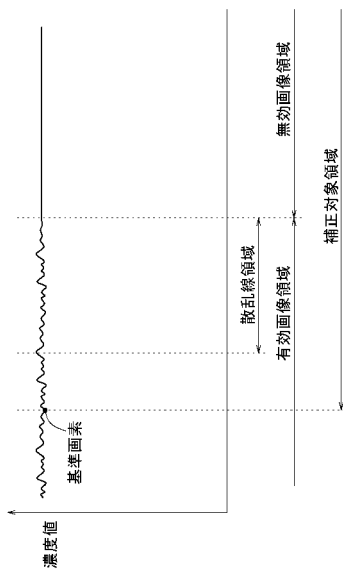 濃度値
基準画素
散乱線領域
有効画像領域
無効画像領域
補正対象領域